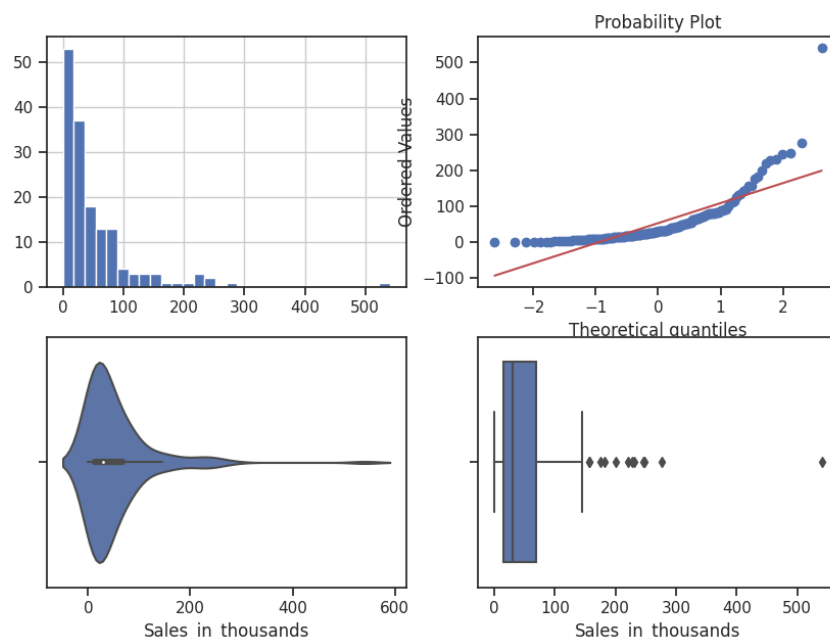 Probability Plot
50
40
30
20
10
0
0 100 200 300 400 500
Ordered Values
500
400
300
200
100
0
−100
−2 −1 0 1 2
Theoretical quantiles
0 200 400 600
Sales_in_thousands
0 100 200 300 400 500
Sales_in_thousands